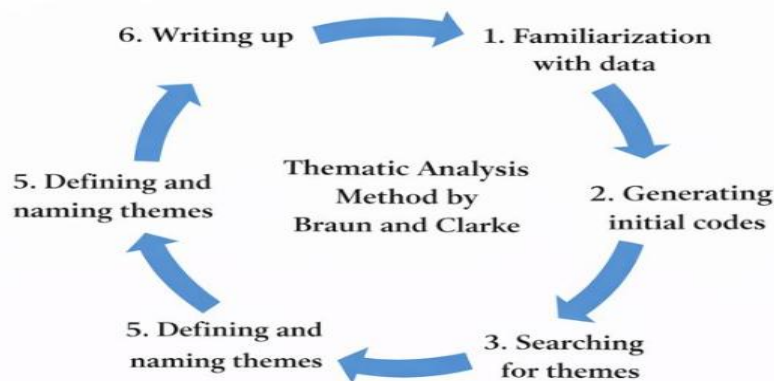 6. Writing up
1. Familiarization
with data
2. Generating
initial codes
3. Searching
for themes
5. Defining and
naming themes
5. Defining and
naming themes
Thematic Analysis
Method by
Braun and Clarke